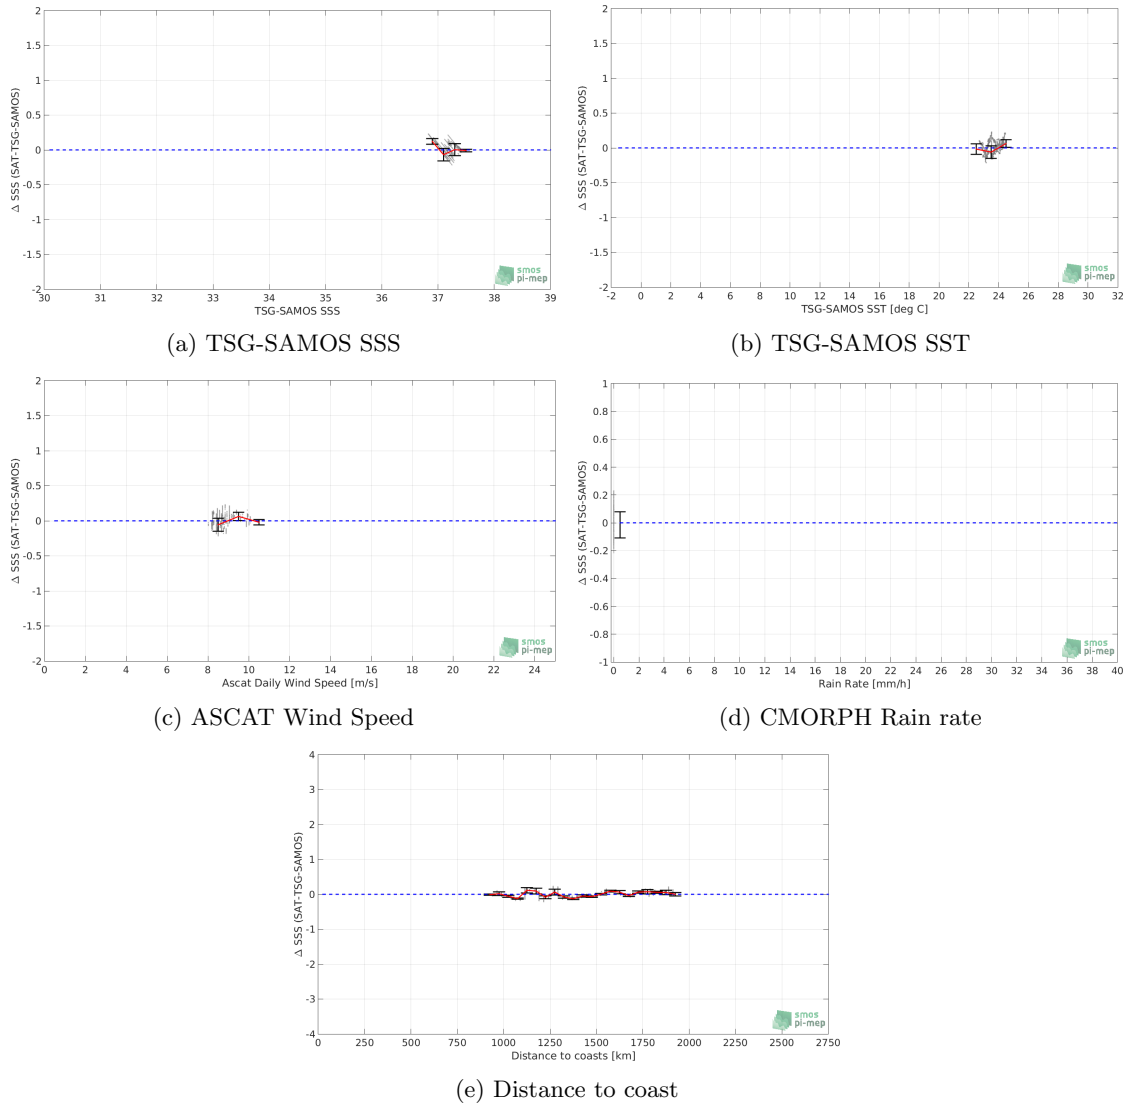 2
1.5
1
0.5
0
-0.5
-1
-1.5
-2
Δ SSS (SAT-TSG-SAMOS)
30 31 32 33 34 35 36 37 38 39
TSG-SAMOS SSS
smos
pi-mep
(a) TSG-SAMOS SSS
2
1.5
1
0.5
0
-0.5
-1
-1.5
-2
Δ SSS (SAT-TSG-SAMOS)
-2 0 2 4 6 8 10 12 14 16 18 20 22 24 26 28 30 32
TSG-SAMOS SST [deg C]
smos
pi-mep
(b) TSG-SAMOS SST
2
1.5
1
0.5
0
-0.5
-1
-1.5
-2
Δ SSS (SAT-TSG-SAMOS)
0 2 4 6 8 10 12 14 16 18 20 22 24
Ascat Daily Wind Speed [m/s]
smos
pi-mep
(c) ASCAT Wind Speed
1
0.8
0.6
0.4
0.2
0
-0.2
-0.4
-0.6
-0.8
-1
Δ SSS (SAT-TSG-SAMOS)
0 2 4 6 8 10 12 14 16 18 20 22 24 26 28 30 32 34 36 38 40
Rain Rate [mm/h]
smos
pi-mep
(d) CMORPH Rain rate
4
3
2
1
0
-1
-2
-3
-4
Δ SSS (SAT-TSG-SAMOS)
0 250 500 750 1000 1250 1500 1750 2000 2250 2500 2750
Distance to coasts [km]
smos
pi-mep
(e) Distance to coast